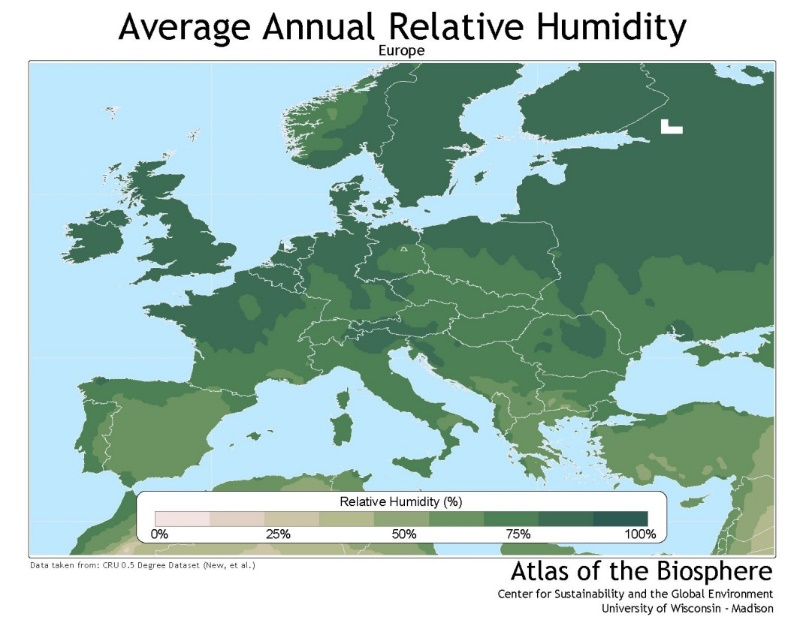 Average Annual Relative Humidity
Europe
Relative Humidity (%)
0% 25% 50% 75% 100%
Data taken from: CRU 0.5 Degree Dataset (New, et al.)
Atlas of the Biosphere
Center for Sustainability and the Global Environment
University of Wisconsin - Madison